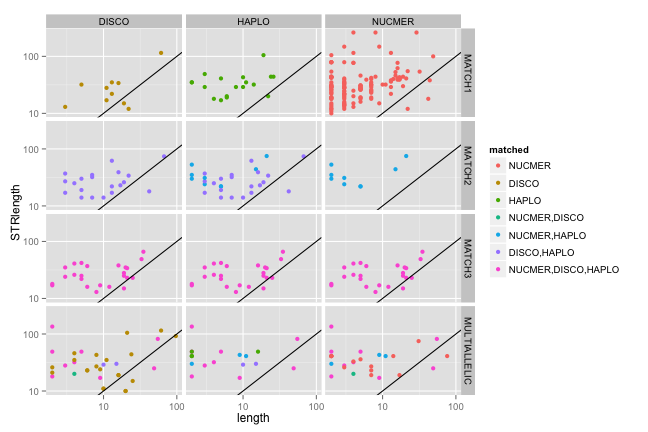 DISCO HAPLO NUCMER
100
10
MATCH1
100
10
MATCH2
100
10
MATCH3
100
10
MULTIALLELIC
STRlength
10 100 10 100 10 100
length
matched
NUCMER
DISCO
HAPLO
NUCMER,DISCO
NUCMER,HAPLO
DISCO,HAPLO
NUCMER,DISCO,HAPLO